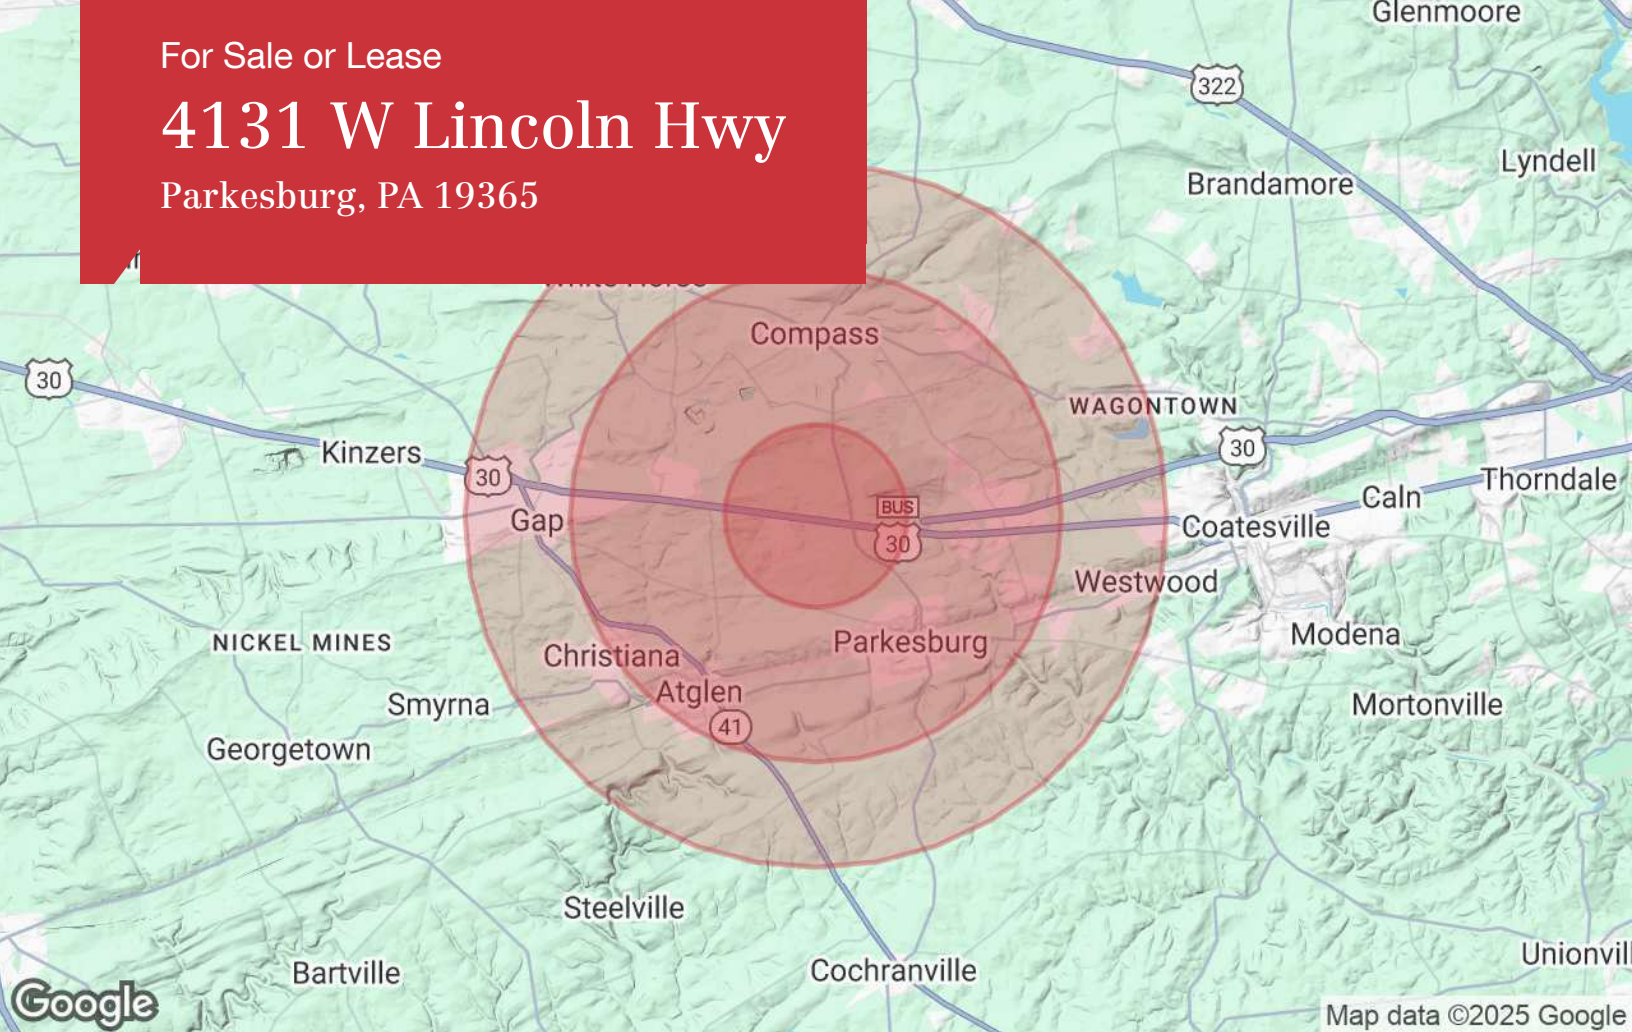 For Sale or Lease
4131 W Lincoln Hwy
Parkesburg, PA 19365
Glenmoore
322
Lyndell
Brandamore
Compass
30
WAGONTOWN
Kinzers
30
30
Thorndale
Caln
BUS
30
Gap
Coatesville
Westwood
NICKEL MINES
Christiana
Parkesburg
Modena
Smyrna
Atglen
41
Mortonville
Georgetown
Steelville
Bartville
Cochranville
Unionvil
Google
Map data ©2025 Google